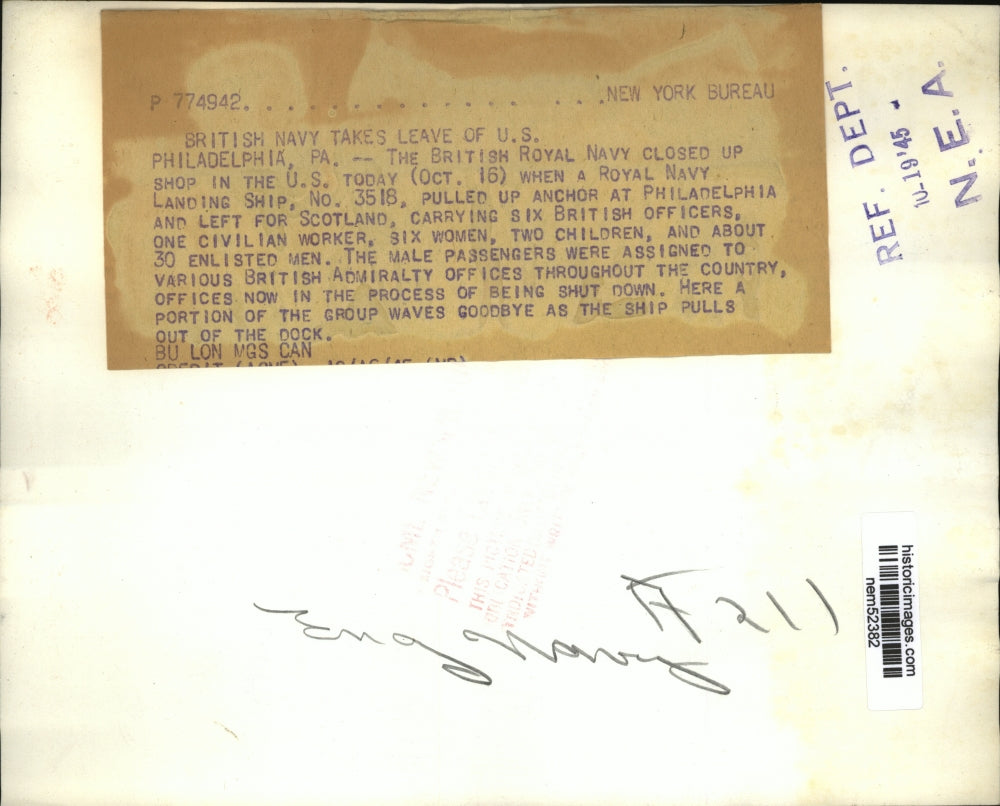 P 774942. . . . . . . . . . . . . . . . . . .NEW YORK BUREAU
BRITISH NAVY TAKES LEAVE OF U.S.
PHILADELPHIA, PA. -- THE BRITISH ROYAL NAVY CLOSED UP
SHOP IN THE U.S. TODAY (OCT. 16) WHEN A ROYAL NAVY
LANDING SHIP, NO. 3518, PULLED UP ANCHOR AT PHILADELPHIA
AND LEFT FOR SCOTLAND, CARRYING SIX BRITISH OFFICERS,
ONE CIVILIAN WORKER, SIX WOMEN, TWO CHILDREN, AND ABOUT
30 ENLISTED MEN. THE MALE PASSENGERS WERE ASSIGNED TO
VARIOUS BRITISH ADMIRALTY OFFICES THROUGHOUT THE COUNTRY,
OFFICES NOW IN THE PROCESS OF BEING SHUT DOWN. HERE A
PORTION OF THE GROUP WAVES GOODBYE AS THE SHIP PULLS
OUT OF THE DOCK.
BU LON MGS CAN
CREDIT (ACME)
REF. DEPT.
10-19-45
N.E.A.
Please
THIS
Eng Navy
A 211
historicimages.com
nem52382